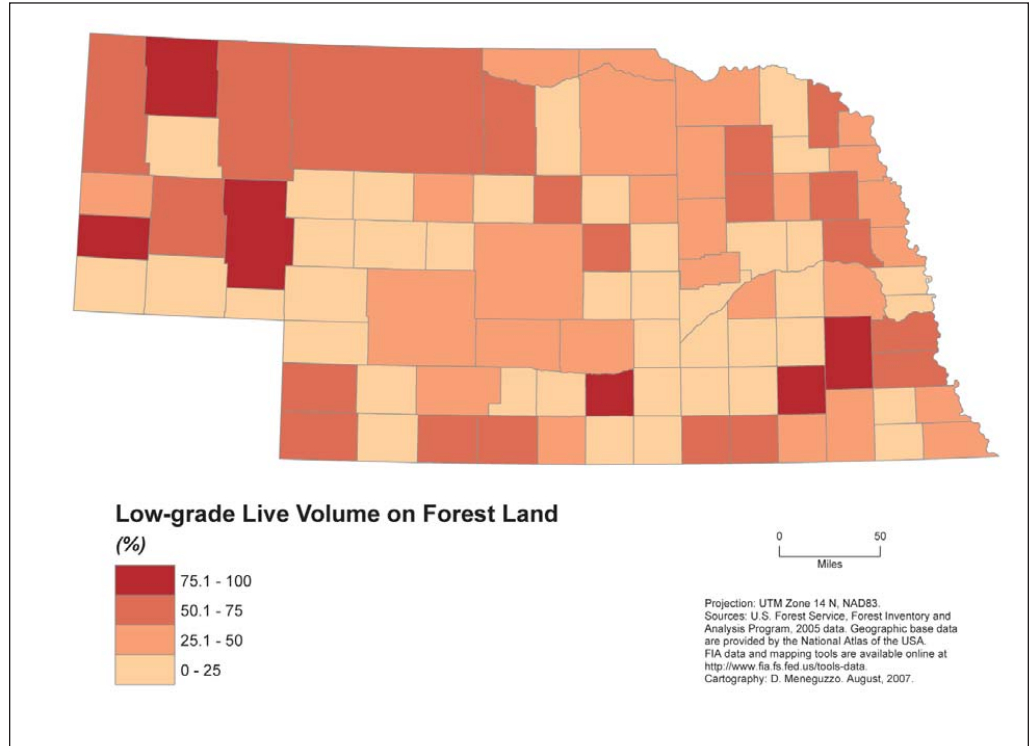 Low-grade Live Volume on Forest Land
(%)
75.1 - 100
50.1 - 75
25.1 - 50
0 - 25
0 50
Miles
Projection: UTM Zone 14 N, NAD83.
Sources: U.S. Forest Service, Forest Inventory and
Analysis Program, 2005 data. Geographic base data
are provided by the National Atlas of the USA.
FIA data and mapping tools are available online at
http://www.fia.fs.fed.us/tools-data.
Cartography: D. Meneguzzo. August, 2007.